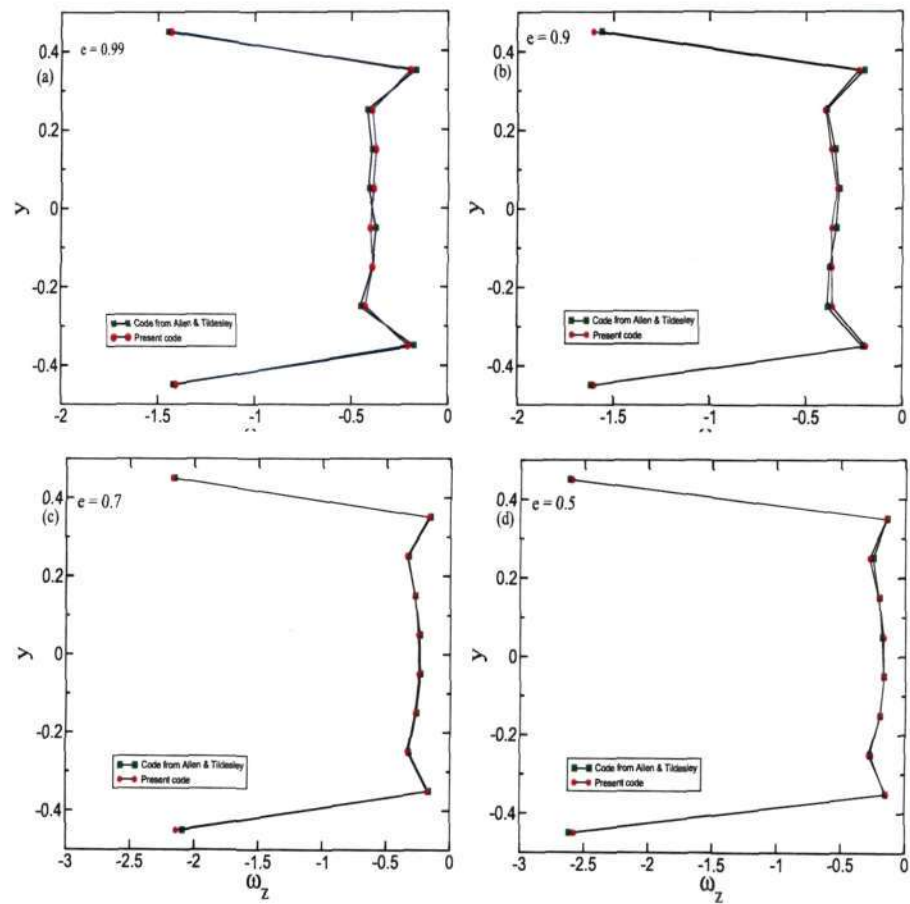 e = 0.99
(a)
0.4
0.2
0
-0.2
-0.4
y
Code from Allen & Tildesley
Present code
-2
-1.5
-1
-0.5
0
e = 0.9
(b)
0.4
0.2
0
-0.2
-0.4
y
Code from Allen & Tildesley
Present code
-2
-1.5
-1
-0.5
0
e = 0.7
(c)
0.4
0.2
0
-0.2
-0.4
y
Code from Allen & Tildesley
Present code
-3
-2.5
-2
-1.5
-1
-0.5
0
ω_z
e = 0.5
(d)
0.4
0.2
0
-0.2
-0.4
y
Code from Allen & Tildesley
Present code
-3
-2.5
-2
-1.5
-1
-0.5
0
ω_z